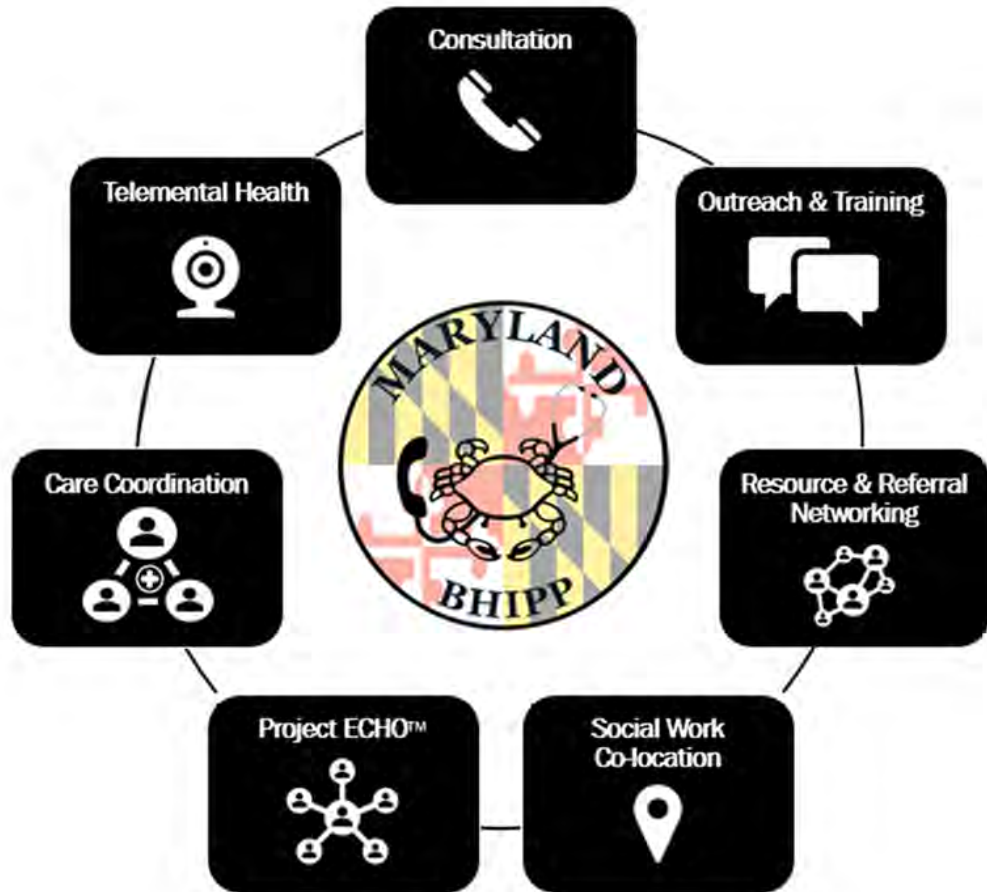 Consultation
Outreach & Training
Resource & Referral
Networking
Social Work
Co-location
Project ECHO™
Care Coordination
Telemental Health
MARYLAND
BHIPP